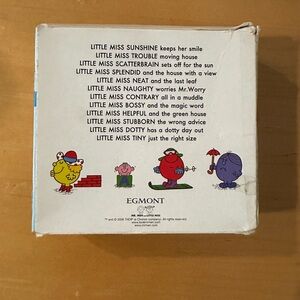 LITTLE MISS SUNSHINE keeps her smile
LITTLE MISS TROUBLE moving house
LITTLE MISS SCATTERBRAIN sets off for the sun
LITTLE MISS SPLENDID and the house with a view
LITTLE MISS NEAT and the last leaf
LITTLE MISS NAUGHTY worries Mr.Worry
LITTLE MISS CONTRARY all in a muddle
LITTLE MISS BOSSY and the magic word
LITTLE MISS HELPFUL and the green house
LITTLE MISS STUBBORN the wrong advice
LITTLE MISS DOTTY has a dotty day out
LITTLE MISS TINY just the right size
EGMONT